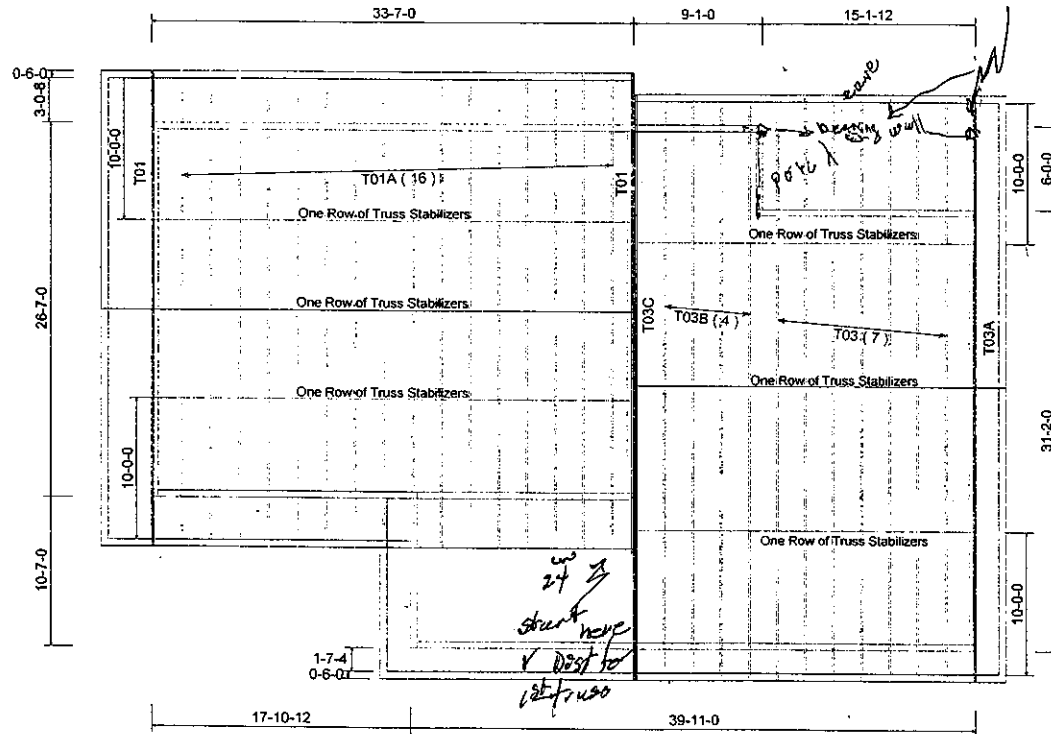 33-7-0
9-1-0
15-1-12
0-6-0
3-0-8
eave
bearing wall
10-0-0
T01
T01A ( 16 )
T01
10-0-0
6-0-0
One Row of Truss Stabilizers
One Row of Truss Stabilizers
26-7-0
One Row of Truss Stabilizers
T03C
T03B ( 4 )
T03 ( 7 )
T03A
One Row of Truss Stabilizers
One Row of Truss Stabilizers
31-2-0
10-0-0
One Row of Truss Stabilizers
10-7-0
10-0-0
24
start here
1st truss
1-7-4
0-6-0
17-10-12
39-11-0